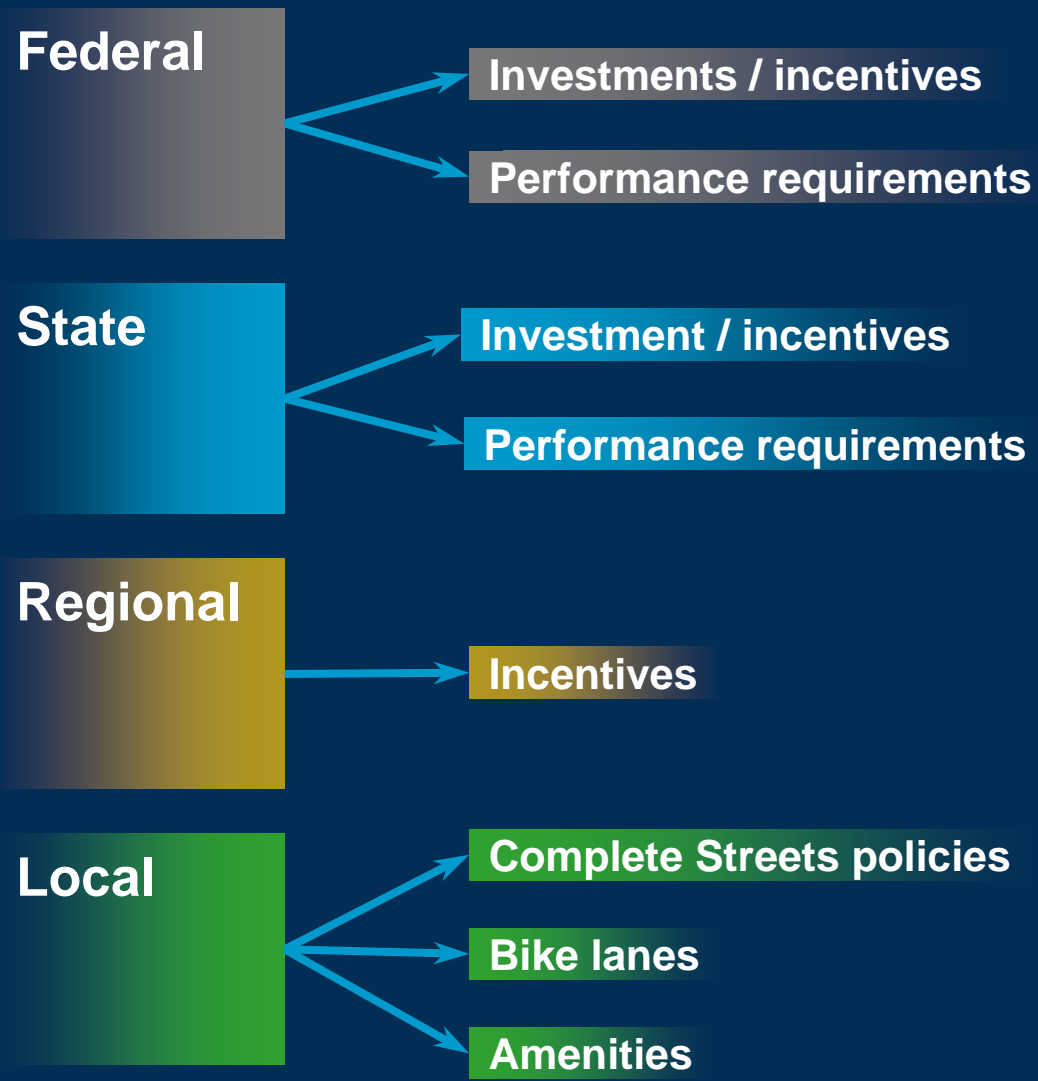 Federal
Investments / incentives
Performance requirements
State
Investment / incentives
Performance requirements
Regional
Incentives
Local
Complete Streets policies
Bike lanes
Amenities